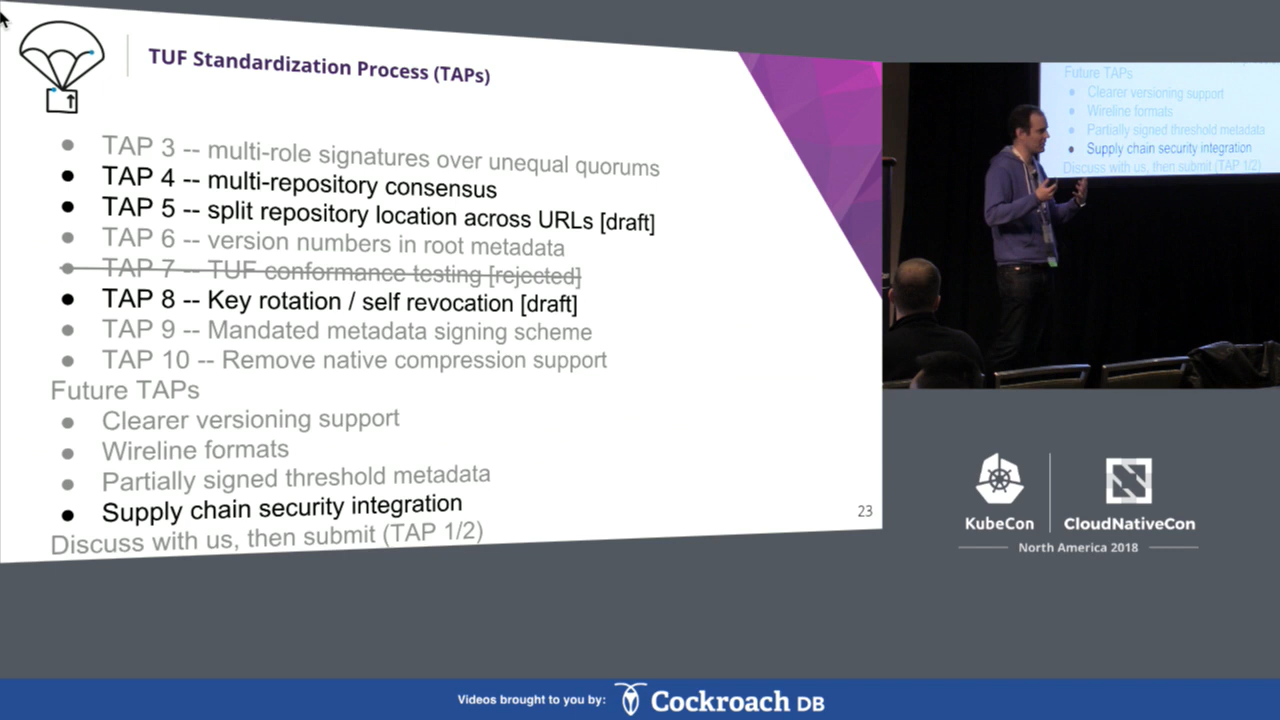 TUF Standardization Process (TAPs)
● TAP 3 -- multi-role signatures over unequal quorums
● TAP 4 -- multi-repository consensus
● TAP 5 -- split repository location across URLs [draft]
● TAP 6 -- version numbers in root metadata
● TAP 7 -- TUF conformance testing [rejected]
● TAP 8 -- Key rotation / self revocation [draft]
● TAP 9 -- Mandated metadata signing scheme
● TAP 10 -- Remove native compression support
Future TAPs
● Clearer versioning support
● Wireline formats
● Partially signed threshold metadata
● Supply chain security integration
Discuss with us, then submit (TAP 1/2)
23
Future TAPs
● Clearer versioning support
● Wireline formats
● Partially signed threshold metadata
● Supply chain security integration
Discuss with us, then submit (TAP 1/2)
KubeCon
CloudNativeCon
North America 2018
Videos brought to you by:
Cockroach DB